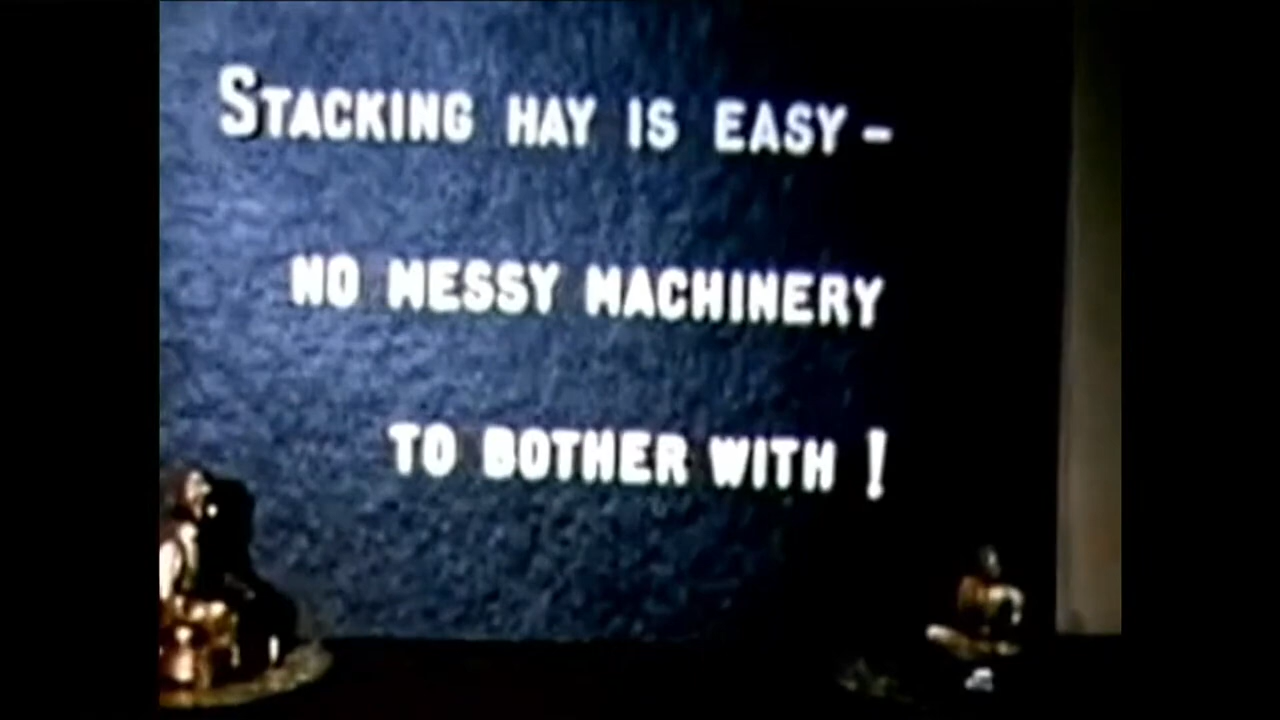 STACKING HAY IS EASY –
NO MESSY MACHINERY
TO BOTHER WITH !